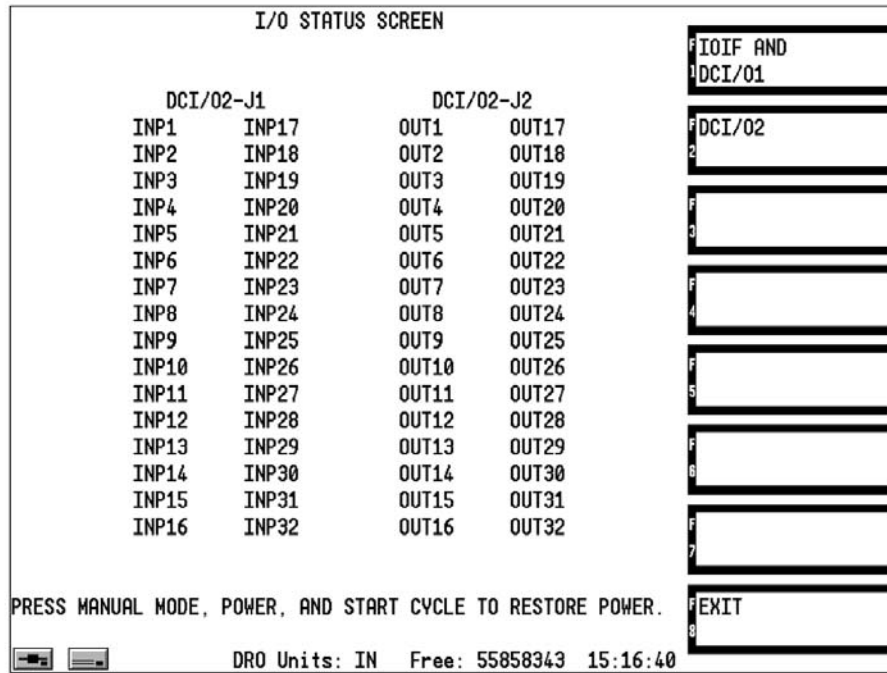 I/O STATUS SCREEN
DCI/O2-J1 DCI/O2-J2
INP1 INP17 OUT1 OUT17
INP2 INP18 OUT2 OUT18
INP3 INP19 OUT3 OUT19
INP4 INP20 OUT4 OUT20
INP5 INP21 OUT5 OUT21
INP6 INP22 OUT6 OUT22
INP7 INP23 OUT7 OUT23
INP8 INP24 OUT8 OUT24
INP9 INP25 OUT9 OUT25
INP10 INP26 OUT10 OUT26
INP11 INP27 OUT11 OUT27
INP12 INP28 OUT12 OUT28
INP13 INP29 OUT13 OUT29
INP14 INP30 OUT14 OUT30
INP15 INP31 OUT15 OUT31
INP16 INP32 OUT16 OUT32
PRESS MANUAL MODE, POWER, AND START CYCLE TO RESTORE POWER.
DRO Units: IN Free: 55858343 15:16:40
F1 IOIF AND
DCI/O1
F2 DCI/O2
F3
F4
F5
F6
F7
F8 EXIT